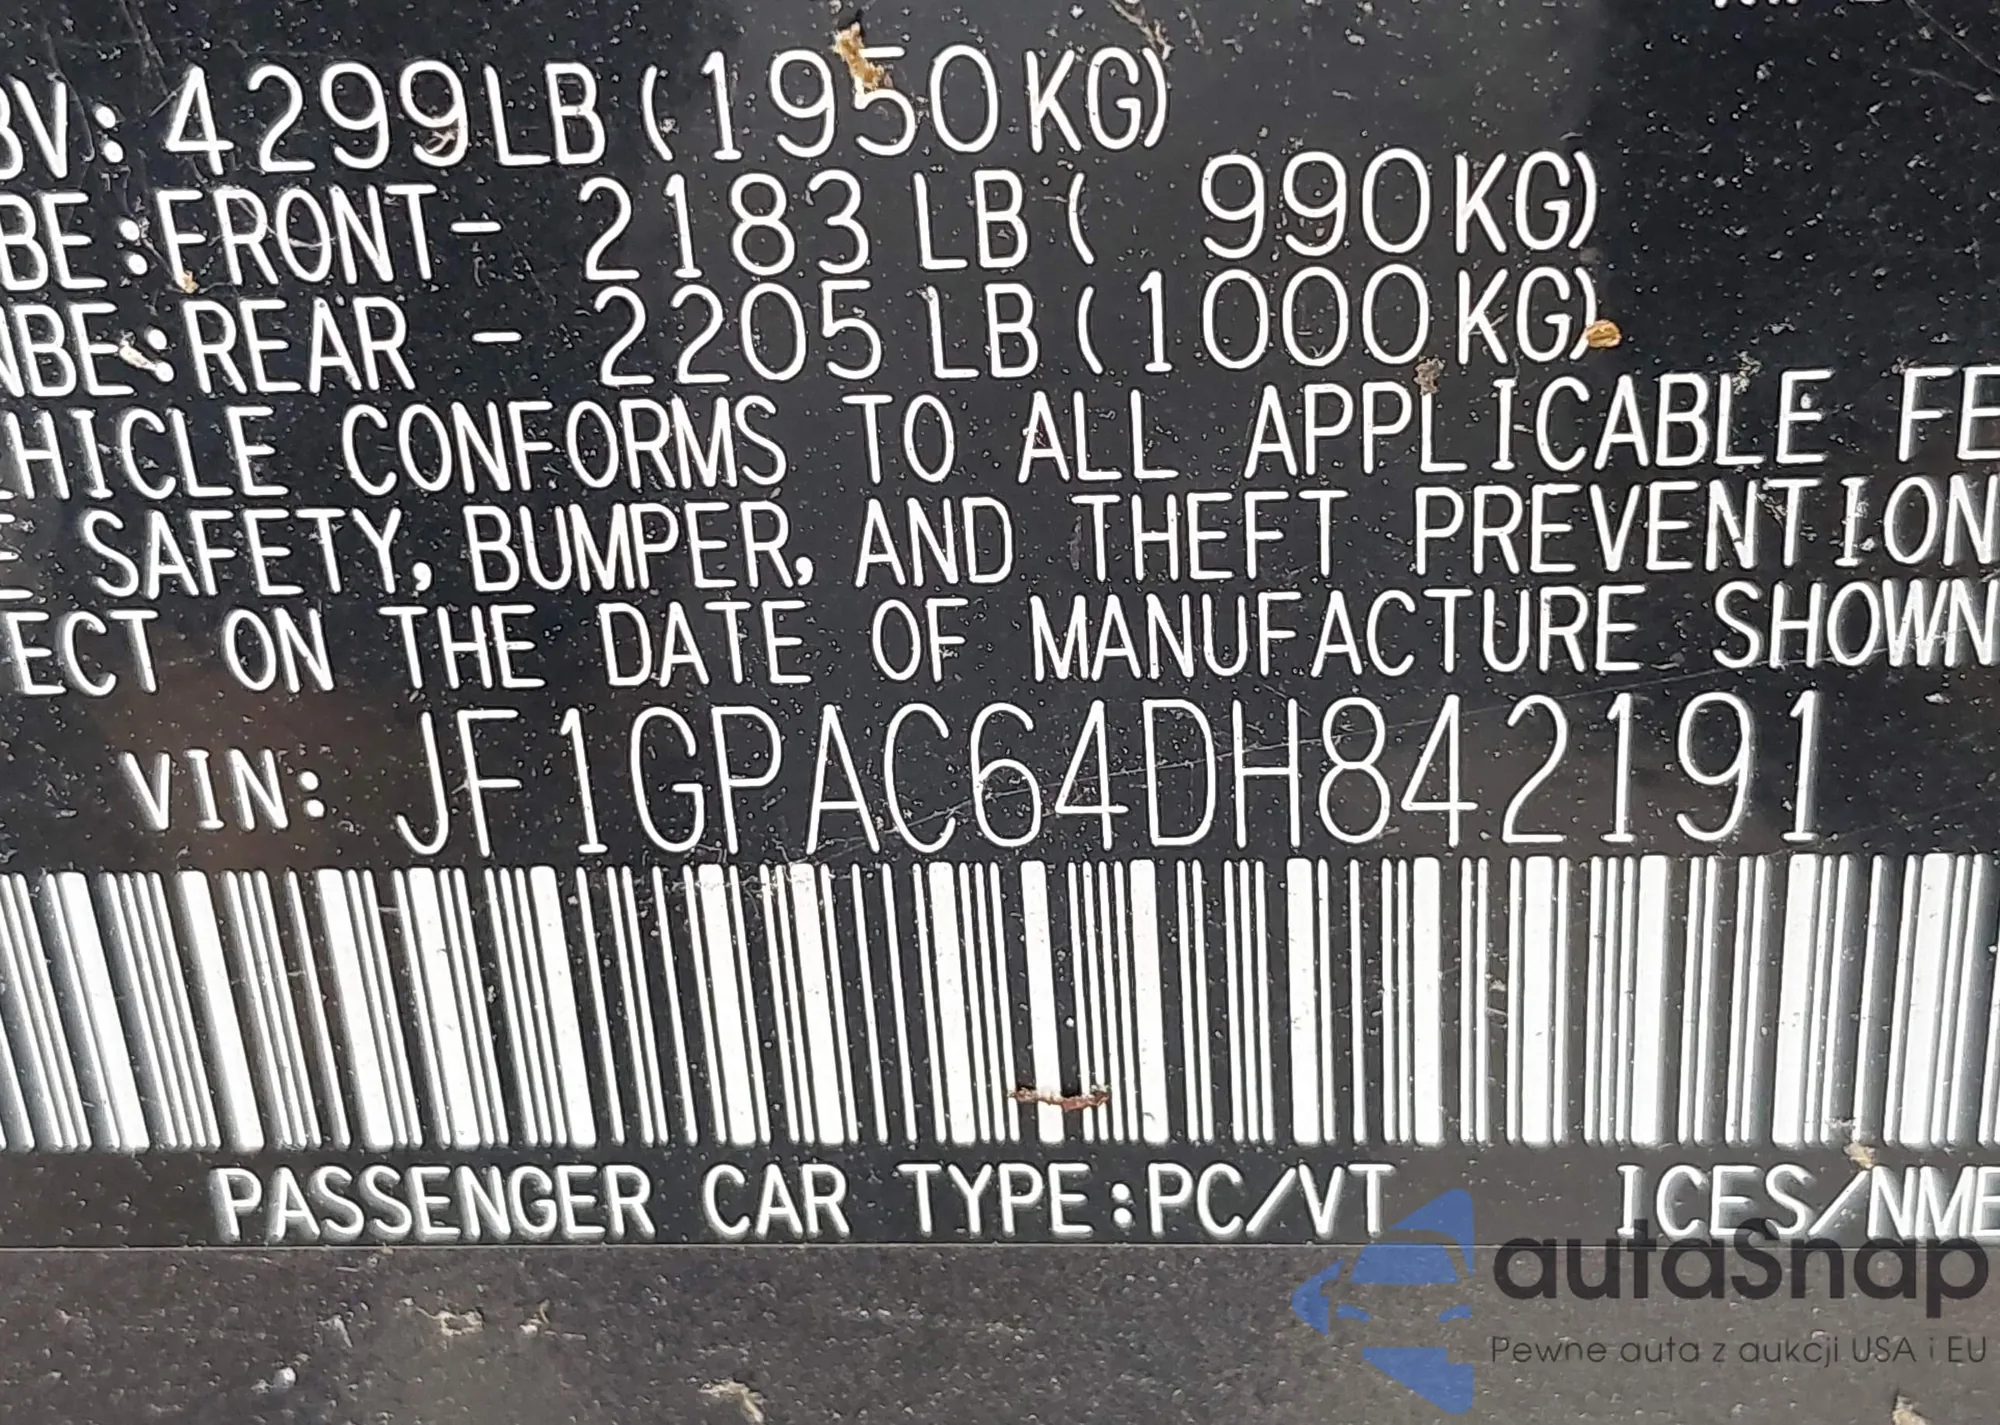 BV: 4299LB (1950KG)
BE:FRONT- 2183 LB ( 990KG)
NBE:REAR - 2205 LB (1000KG)
HICLE CONFORMS TO ALL APPLICABLE FE
E SAFETY, BUMPER, AND THEFT PREVENTION
ECT ON THE DATE OF MANUFACTURE SHOWN
VIN: JF1GPAC64DH842191
PASSENGER CAR TYPE:PC/VT ICES/NME
autaSnap
Pewne auta z aukcji USA i EU